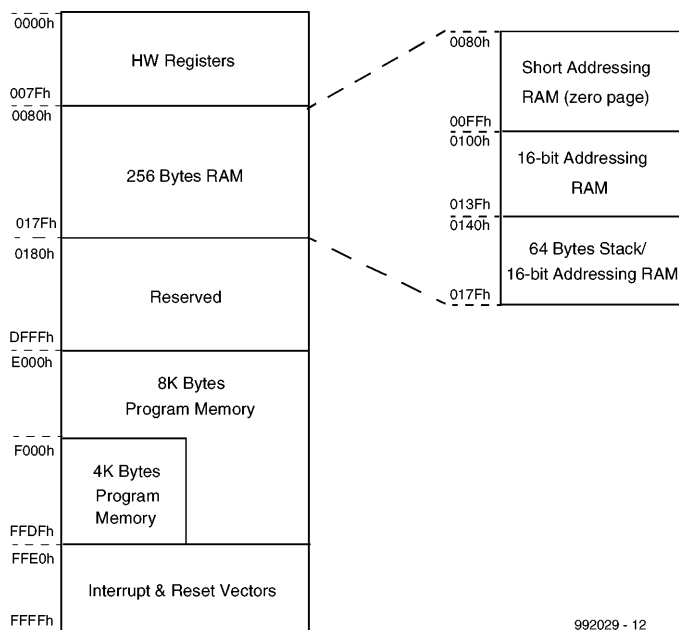 0000h
HW Registers
007Fh
0080h
256 Bytes RAM
017Fh
0180h
Reserved
DFFFh
E000h
8K Bytes
Program Memory
F000h
4K Bytes
Program
Memory
FFDFh
FFE0h
Interrupt & Reset Vectors
FFFFh
0080h
Short Addressing
RAM (zero page)
00FFh
0100h
16-bit Addressing
RAM
013Fh
0140h
64 Bytes Stack/
16-bit Addressing RAM
017Fh
992029 - 12